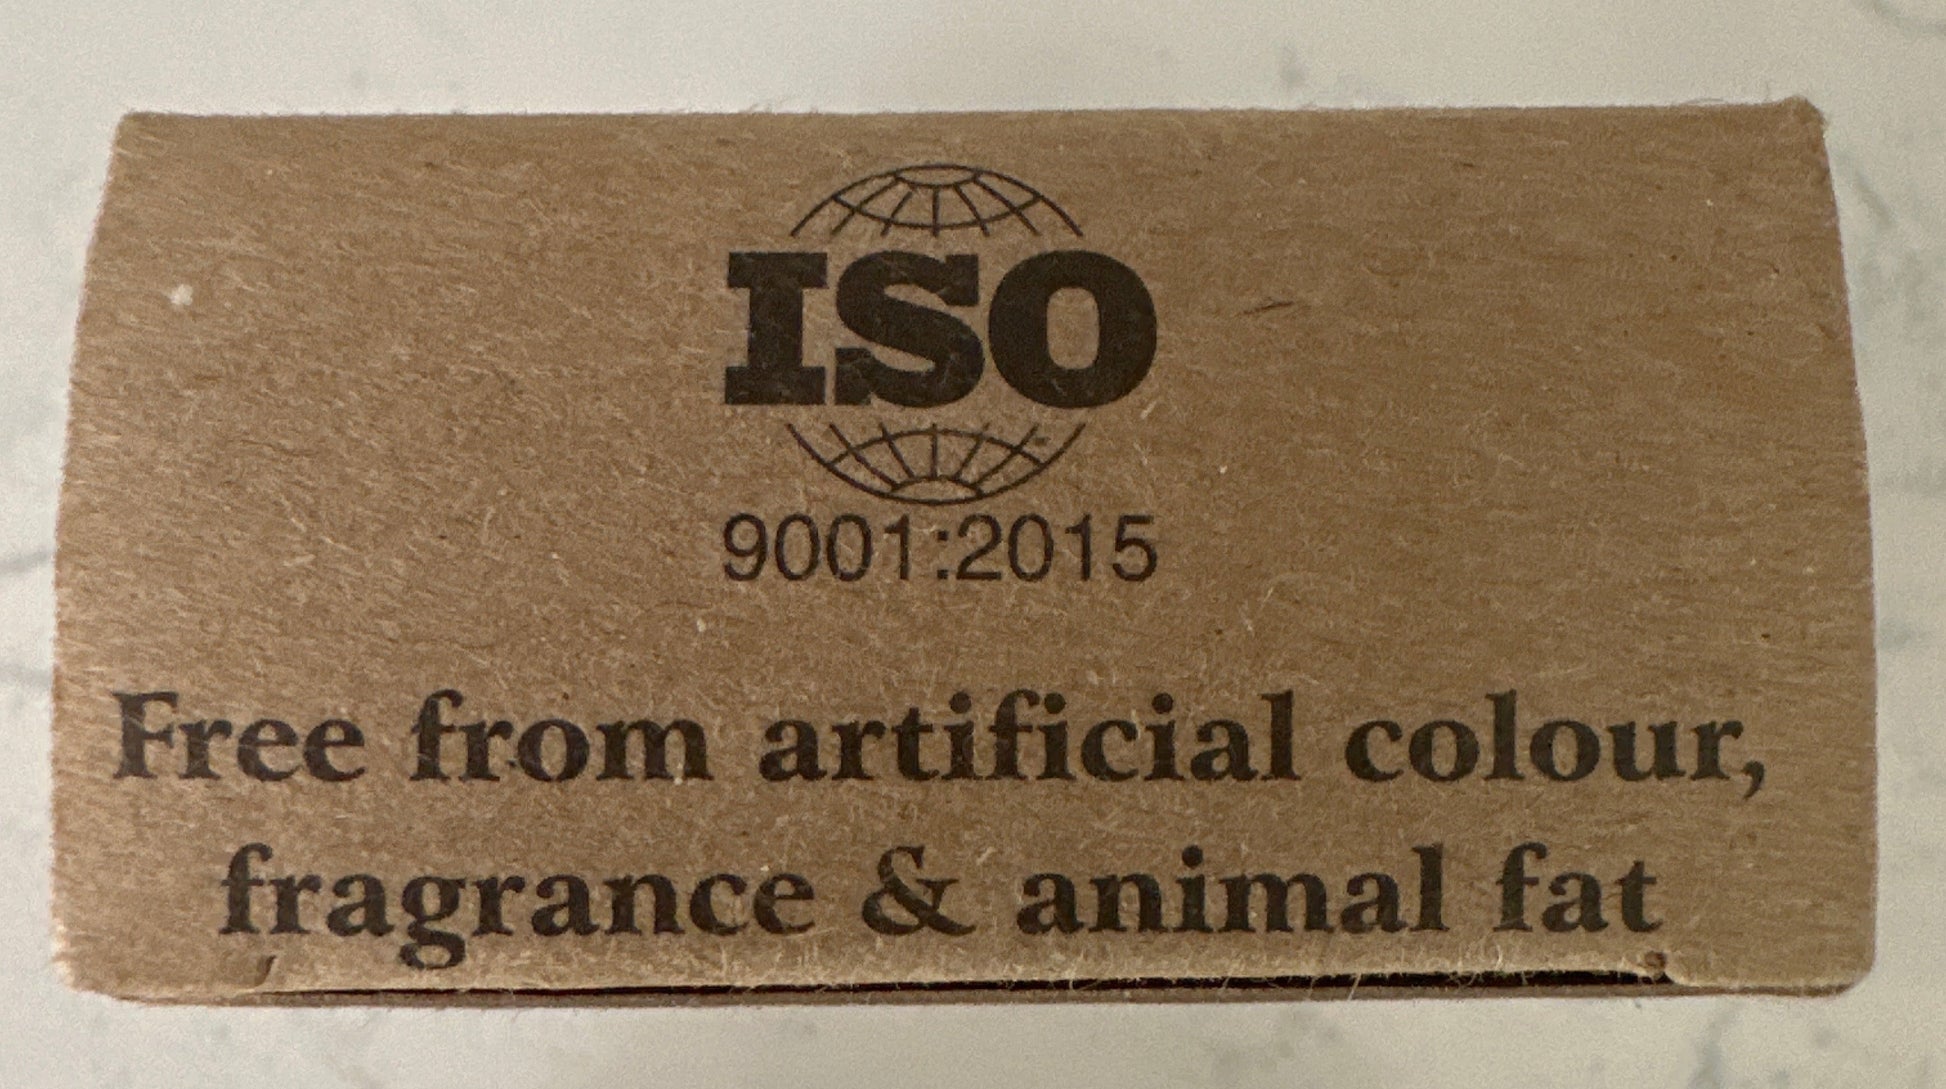 ISO
9001:2015
Free from artificial colour,
fragrance & animal fat